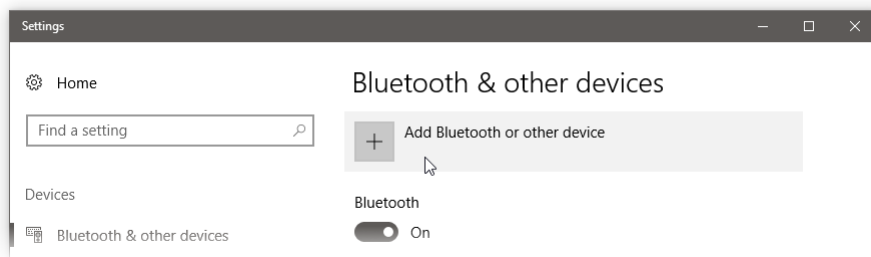 Settings
Home
Find a setting
Devices
Bluetooth & other devices
Bluetooth & other devices
Add Bluetooth or other device
Bluetooth
On